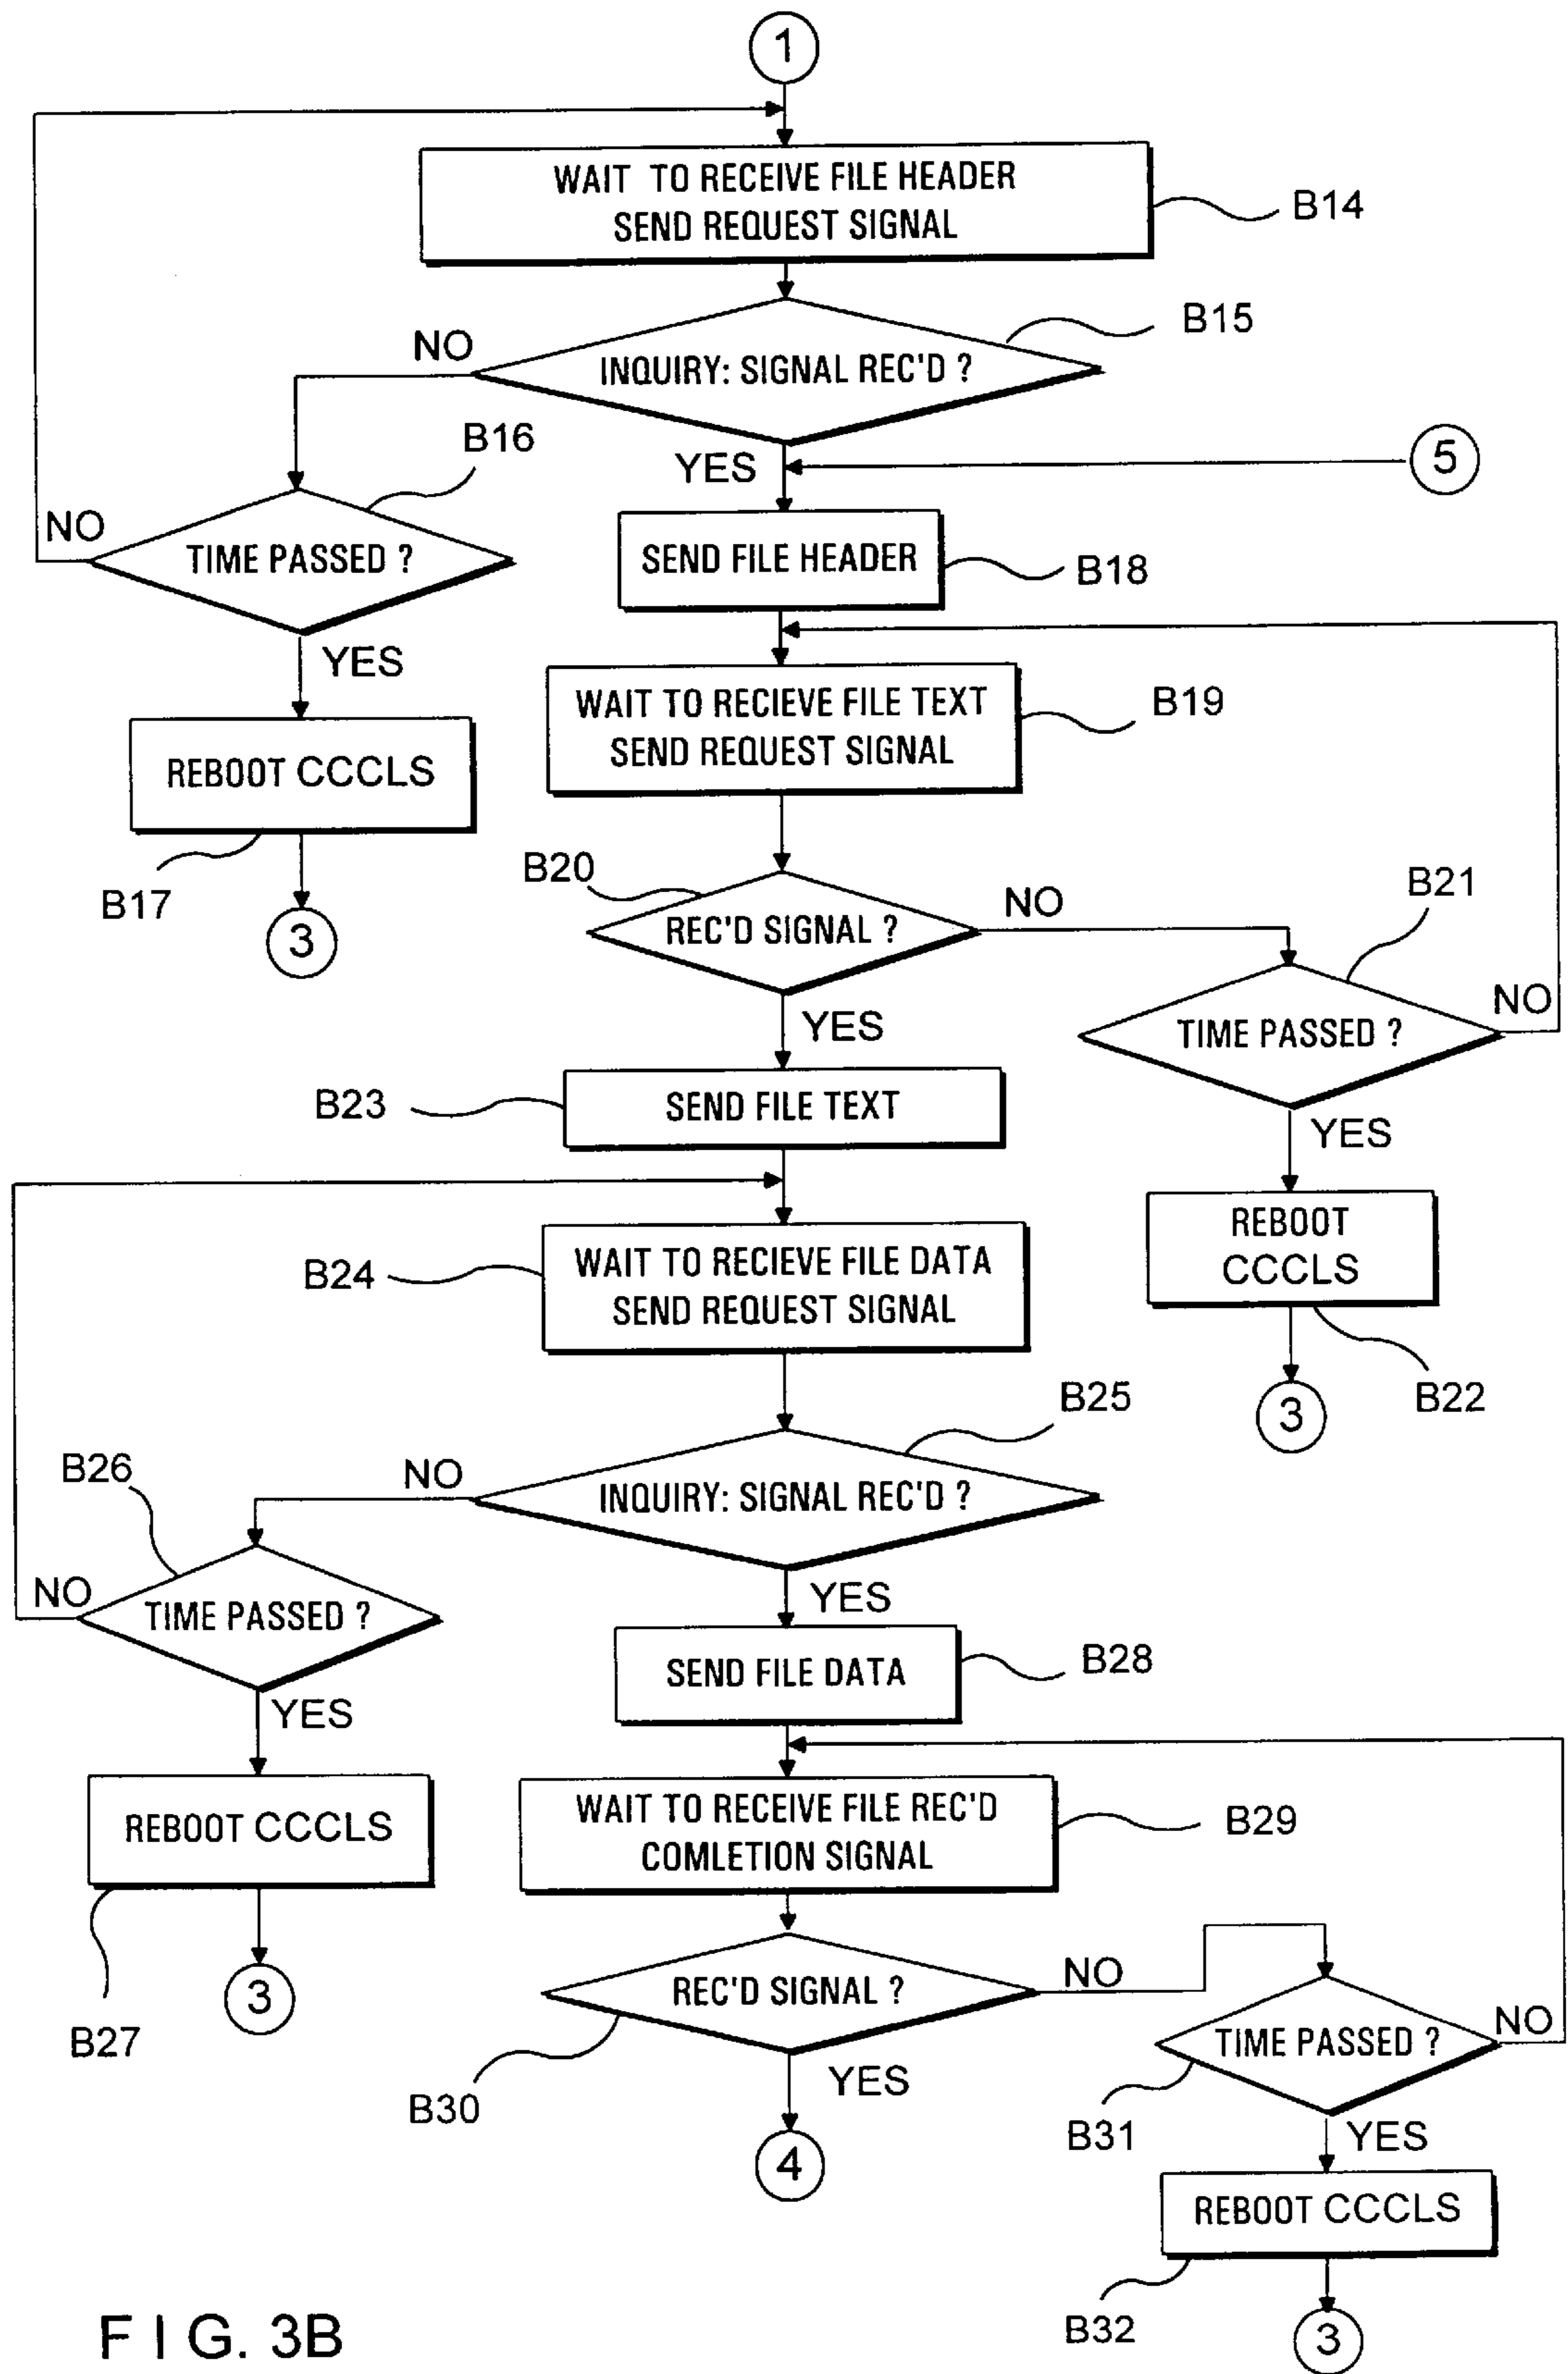 1
WAIT TO RECEIVE FILE HEADER
SEND REQUEST SIGNAL
B14
INQUIRY: SIGNAL REC'D ?
B15
NO
YES
5
B16
TIME PASSED ?
NO
YES
SEND FILE HEADER
B18
REBOOT CCCLS
B17
3
WAIT TO RECIEVE FILE TEXT
SEND REQUEST SIGNAL
B19
B20
REC'D SIGNAL ?
NO
YES
B21
TIME PASSED ?
NO
YES
REBOOT
CCCLS
B22
3
B23
SEND FILE TEXT
B24
WAIT TO RECIEVE FILE DATA
SEND REQUEST SIGNAL
B25
INQUIRY: SIGNAL REC'D ?
NO
YES
B26
TIME PASSED ?
NO
YES
REBOOT CCCLS
B27
3
SEND FILE DATA
B28
WAIT TO RECEIVE FILE REC'D
COMLETION SIGNAL
B29
REC'D SIGNAL ?
B30
NO
YES
4
TIME PASSED ?
B31
NO
YES
REBOOT CCCLS
B32
3
FIG. 3B